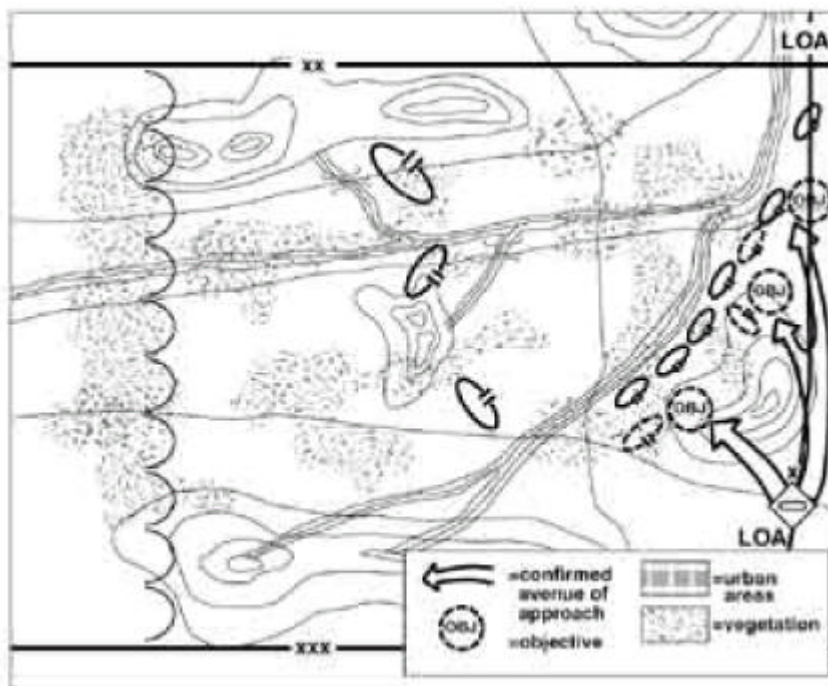 LOA
XX
OBJ
OBJ
OBJ
X
LOA
=confirmed
avenue of
approach
=urban
areas
OBJ
=objective
=vegetation
XXX